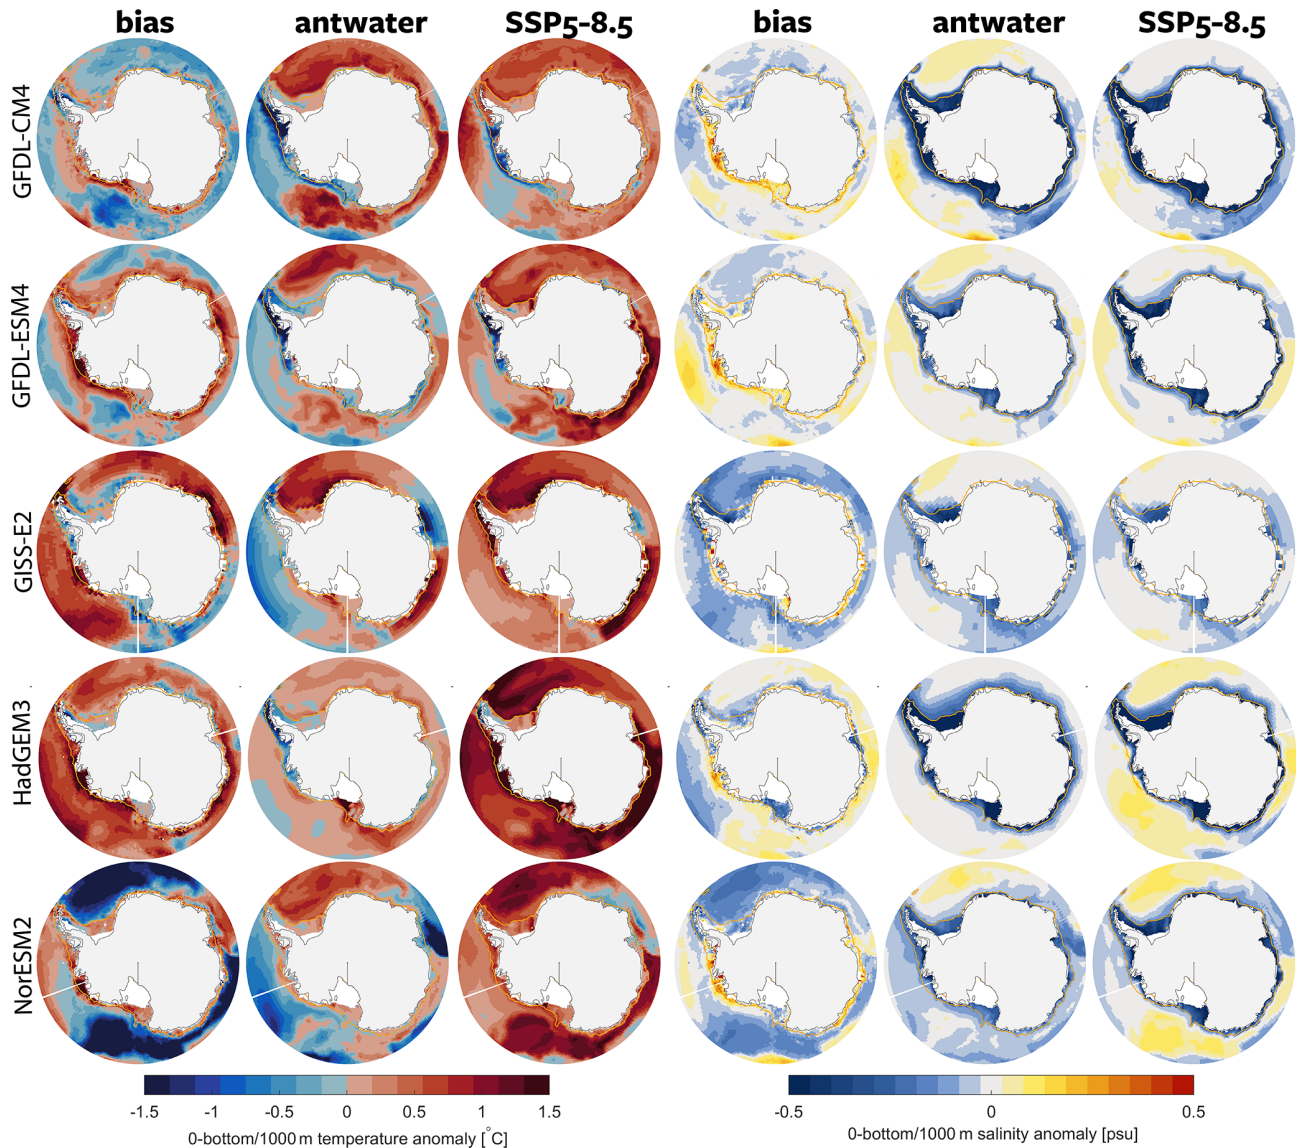 bias antwater SSP5-8.5 bias antwater SSP5-8.5
GFDL-CM4
GFDL-ESM4
GISS-E2
HadGEM3
NorESM2
-1.5 -1 -0.5 0 0.5 1 1.5
0-bottom/1000 m temperature anomaly [°C]
-0.5 0 0.5
0-bottom/1000 m salinity anomaly [psu]